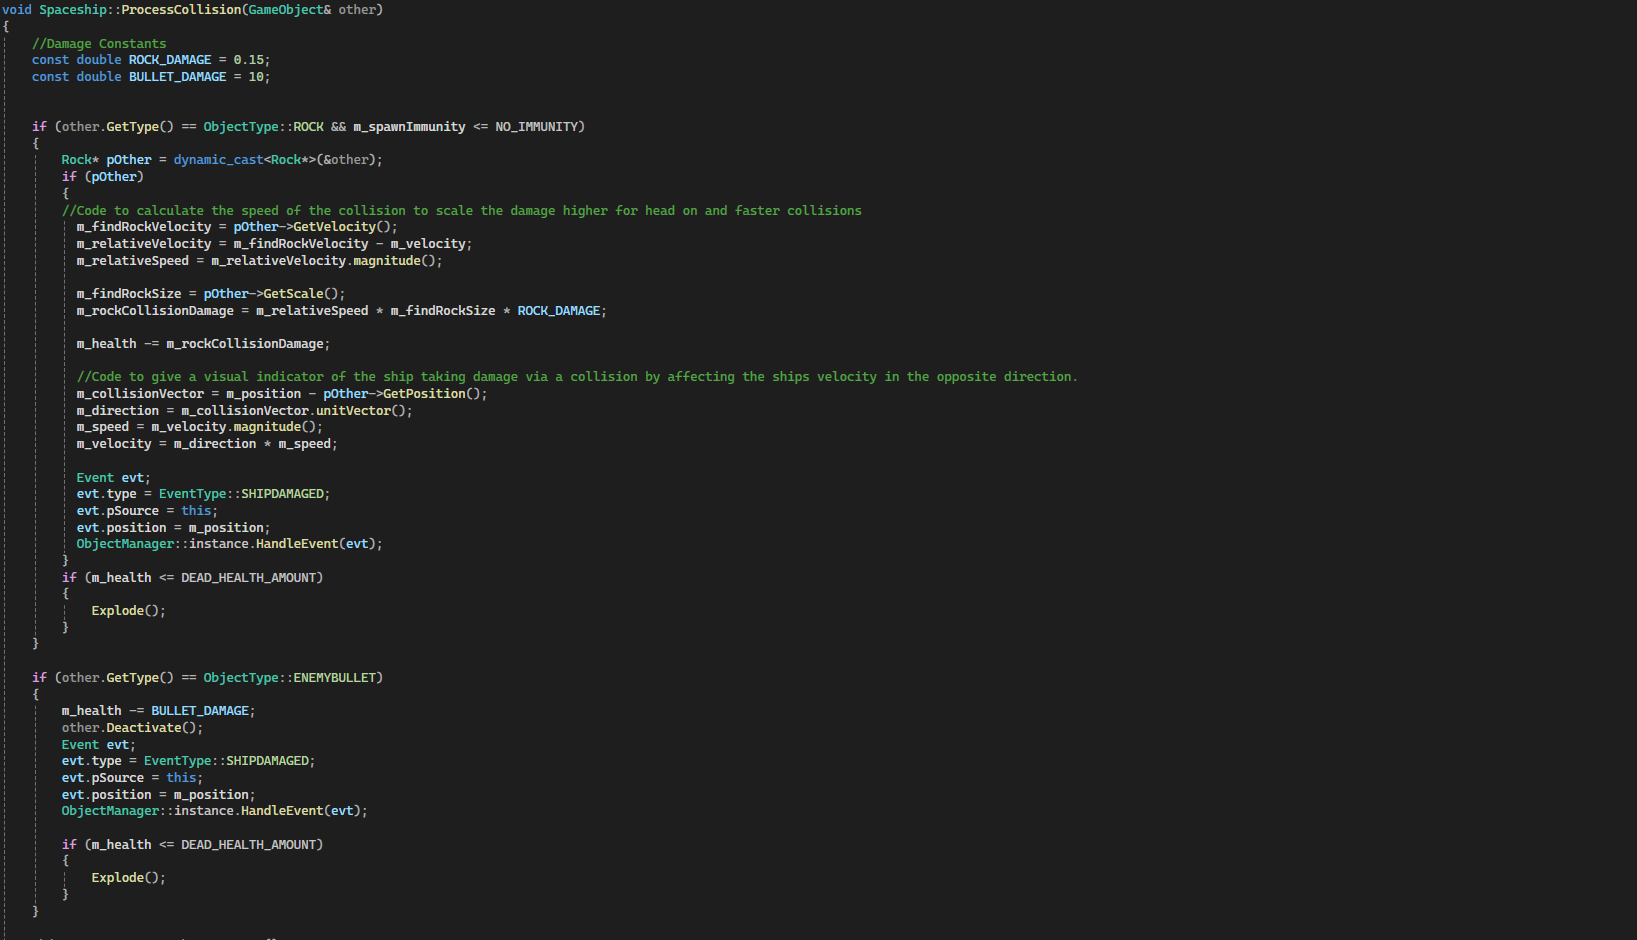 void Spaceship::ProcessCollision(GameObject& other)
{
//Damage Constants
const double ROCK_DAMAGE = 0.15;
const double BULLET_DAMAGE = 10;
if (other.GetType() == ObjectType::ROCK && m_spawnImmunity <= NO_IMMUNITY)
{
Rock* pOther = dynamic_cast<Rock*>(&other);
if (pOther)
{
//Code to calculate the speed of the collision to scale the damage higher for head on and faster collisions
m_findRockVelocity = pOther->GetVelocity();
m_relativeVelocity = m_findRockVelocity - m_velocity;
m_relativeSpeed = m_relativeVelocity.magnitude();
m_findRockSize = pOther->GetScale();
m_rockCollisionDamage = m_relativeSpeed * m_findRockSize * ROCK_DAMAGE;
m_health -= m_rockCollisionDamage;
//Code to give a visual indicator of the ship taking damage via a collision by affecting the ships velocity in the opposite direction.
m_collisionVector = m_position - pOther->GetPosition();
m_direction = m_collisionVector.unitVector();
m_speed = m_velocity.magnitude();
m_velocity = m_direction * m_speed;
Event evt;
evt.type = EventType::SHIPDAMAGED;
evt.pSource = this;
evt.position = m_position;
ObjectManager::instance.HandleEvent(evt);
}
if (m_health <= DEAD_HEALTH_AMOUNT)
{
Explode();
}
}
if (other.GetType() == ObjectType::ENEMYBULLET)
{
m_health -= BULLET_DAMAGE;
other.Deactivate();
Event evt;
evt.type = EventType::SHIPDAMAGED;
evt.pSource = this;
evt.position = m_position;
ObjectManager::instance.HandleEvent(evt);
if (m_health <= DEAD_HEALTH_AMOUNT)
{
Explode();
}
}